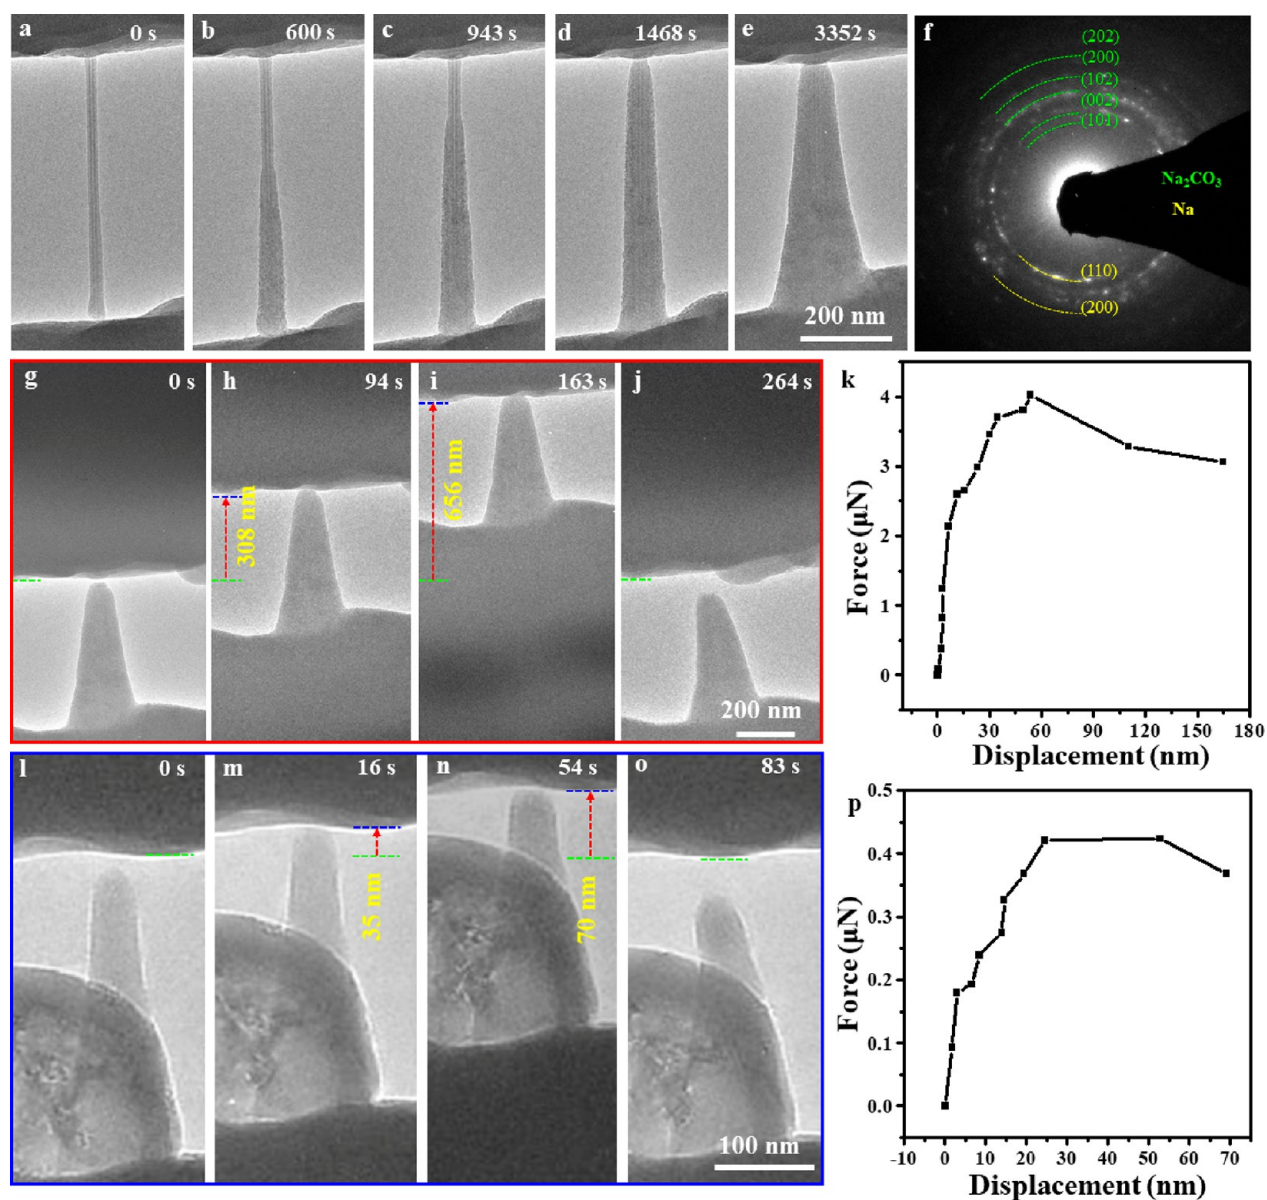 a 0 s
b 600 s
c 943 s
d 1468 s
e 3352 s
200 nm
f
(202)
(200)
(102)
(002)
(101)
Na₂CO₃
Na
(110)
(200)
g 0 s
h 94 s
308 nm
i 163 s
656 nm
j 264 s
200 nm
k
4
3
2
1
0
Force (μN)
0 30 60 90 120 150 180
Displacement (nm)
l 0 s
m 16 s
35 nm
n 54 s
70 nm
o 83 s
100 nm
p
0.5
0.4
0.3
0.2
0.1
0.0
Force (μN)
-10 0 10 20 30 40 50 60 70
Displacement (nm)